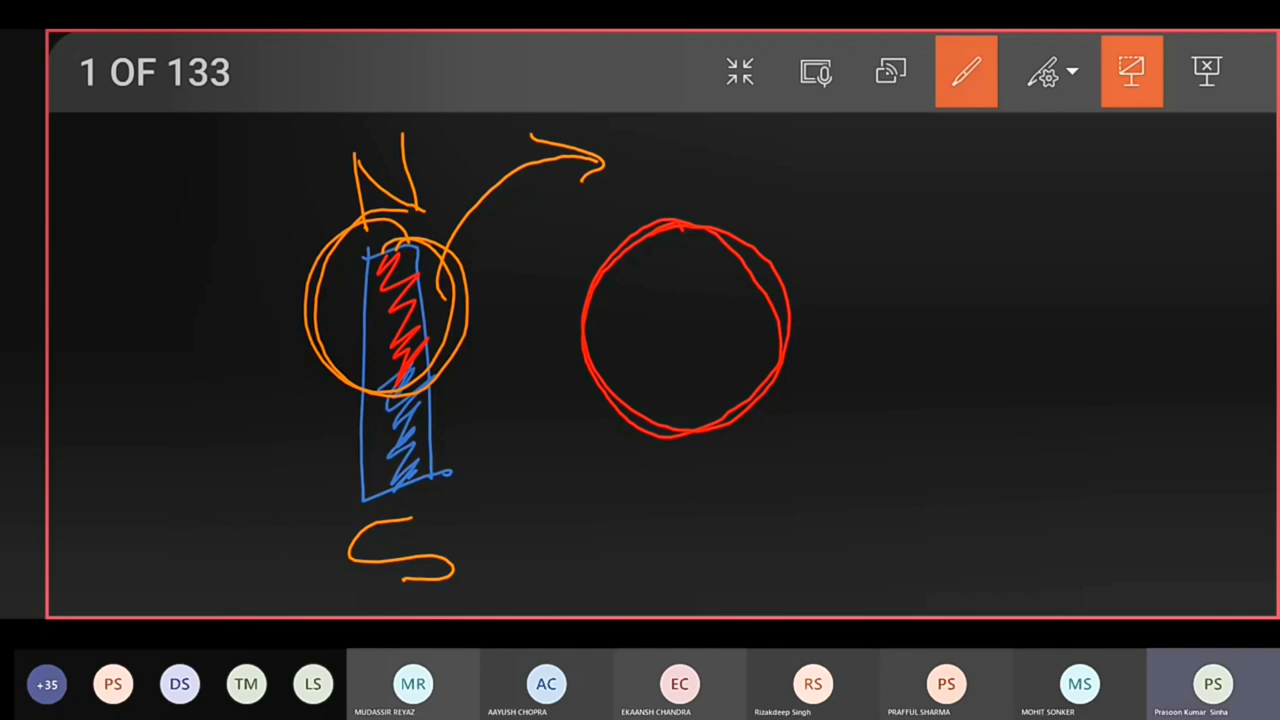 1 OF 133
N
S
+35
PS
DS
TM
LS
MR
AC
EC
RS
PS
MS
PS
MUDASSIR REYAZ
AAYUSH CHOPRA
EKAANSH CHANDRA
Rizakdeep Singh
PRAFFUL SHARMA
MOHIT SONKER
Prasoon Kumar Sinha